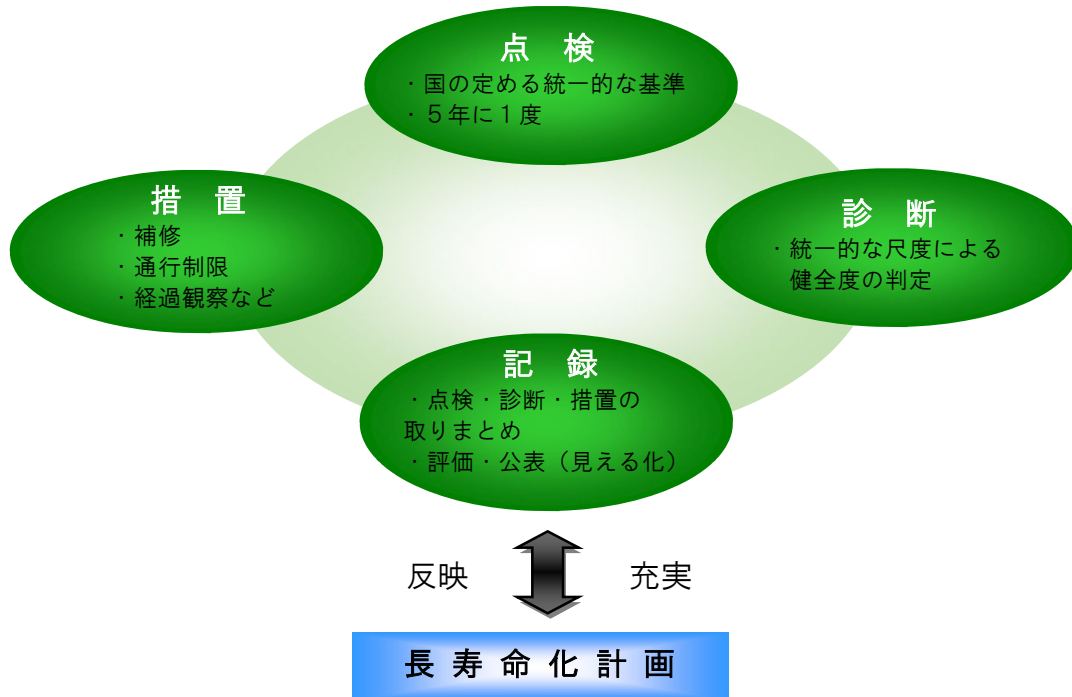 点　検
・国の定める統一的な基準
・５年に１度
措　置
・補修
・通行制限
・経過観察など
診　断
・統一的な尺度による
健全度の判定
記　録
・点検・診断・措置の
取りまとめ
・評価・公表（見える化）
反映
充実
長寿命化計画